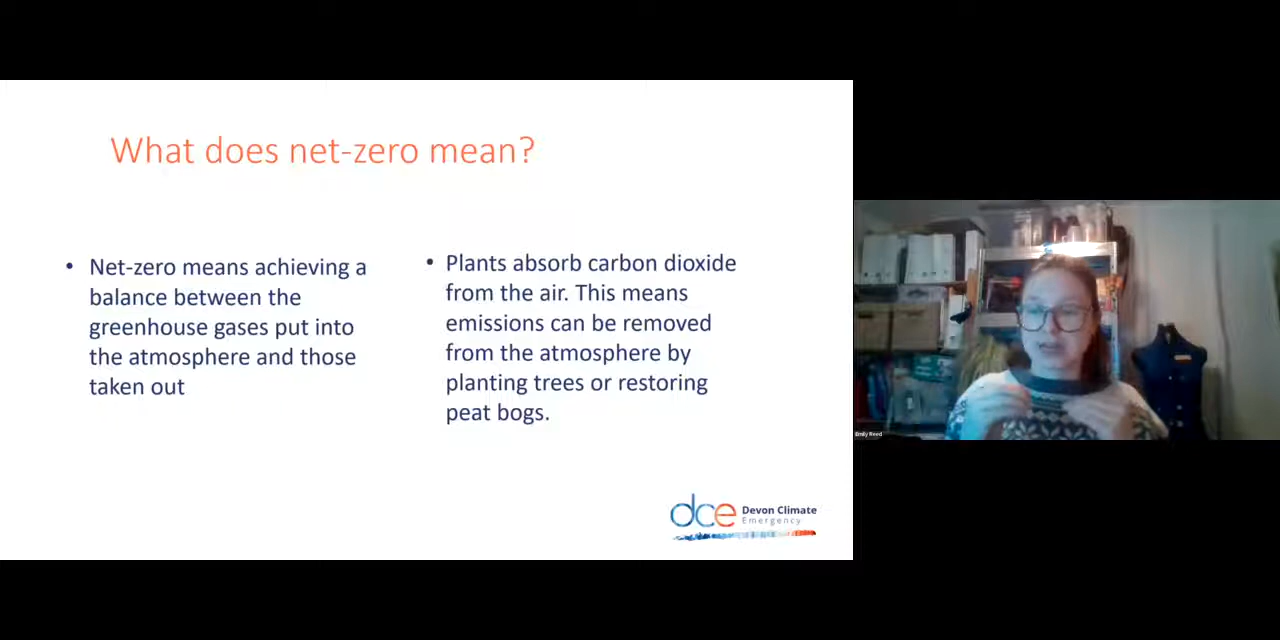 What does net-zero mean?
• Net-zero means achieving a
balance between the
greenhouse gases put into
the atmosphere and those
taken out
• Plants absorb carbon dioxide
from the air. This means
emissions can be removed
from the atmosphere by
planting trees or restoring
peat bogs.
dce Devon Climate
Emergency
Emily Reed